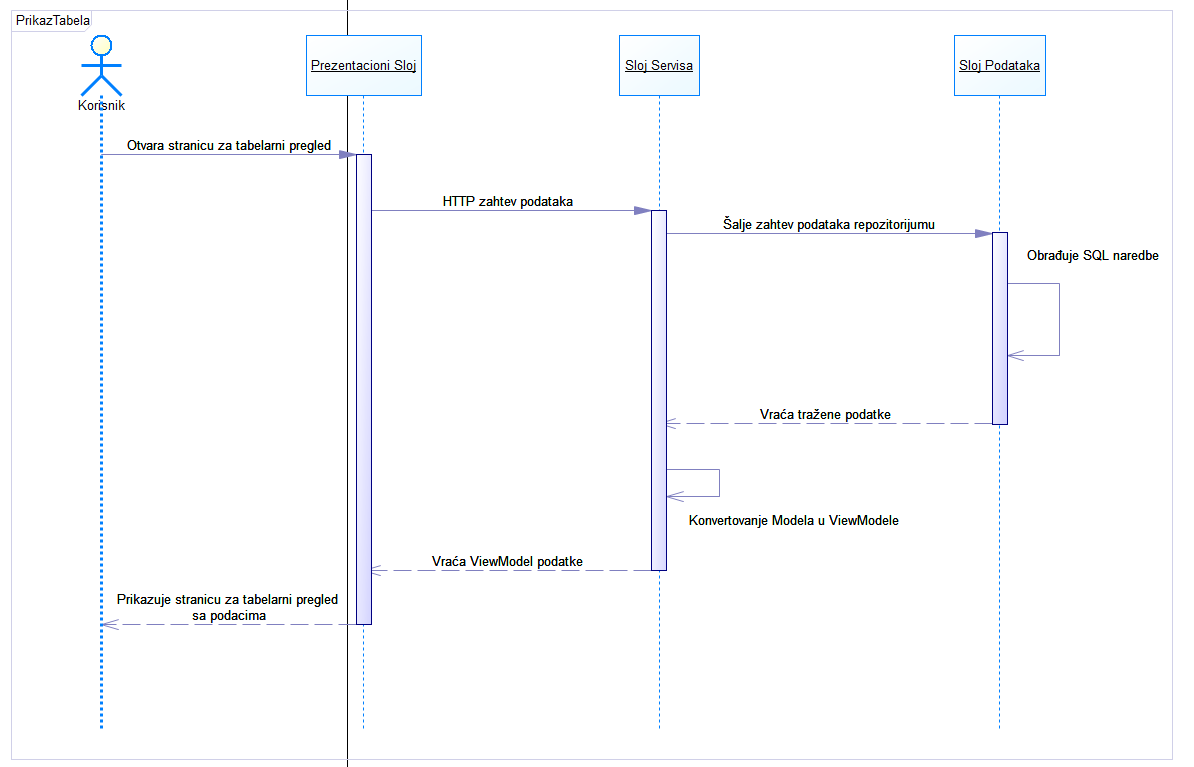 PrikazTabela
Korisnik
Prezentacioni Sloj
Sloj Servisa
Sloj Podataka
Otvara stranicu za tabelarni pregled
HTTP zahtev podataka
Šalje zahtev podataka repozitorijumu
Obrađuje SQL naredbe
Vraća tražene podatke
Konvertovanje Modela u ViewModele
Vraća ViewModel podatke
Prikazuje stranicu za tabelarni pregled
sa podacima